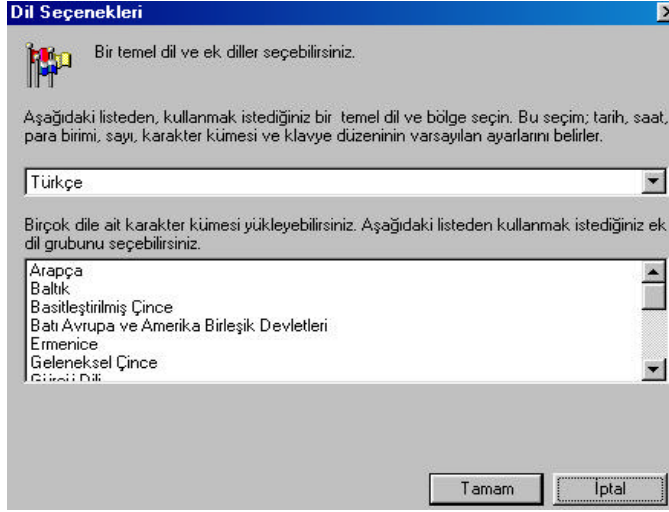 Dil Seçenekleri
Bir temel dil ve ek diller seçebilirsiniz.
Aşağıdaki listeden, kullanmak istediğiniz bir temel dil ve bölge seçin. Bu seçim; tarih, saat,
para birimi, sayı, karakter kümesi ve klavye düzeninin varsayılan ayarlarını belirler.
Türkçe
Birçok dile ait karakter kümesi yükleyebilirsiniz. Aşağıdaki listeden kullanmak istediğiniz ek
dil grubunu seçebilirsiniz.
Arapça
Baltık
Basitleştirilmiş Çince
Batı Avrupa ve Amerika Birleşik Devletleri
Ermenice
Geleneksel Çince
Gürcü Dili
Tamam
İptal